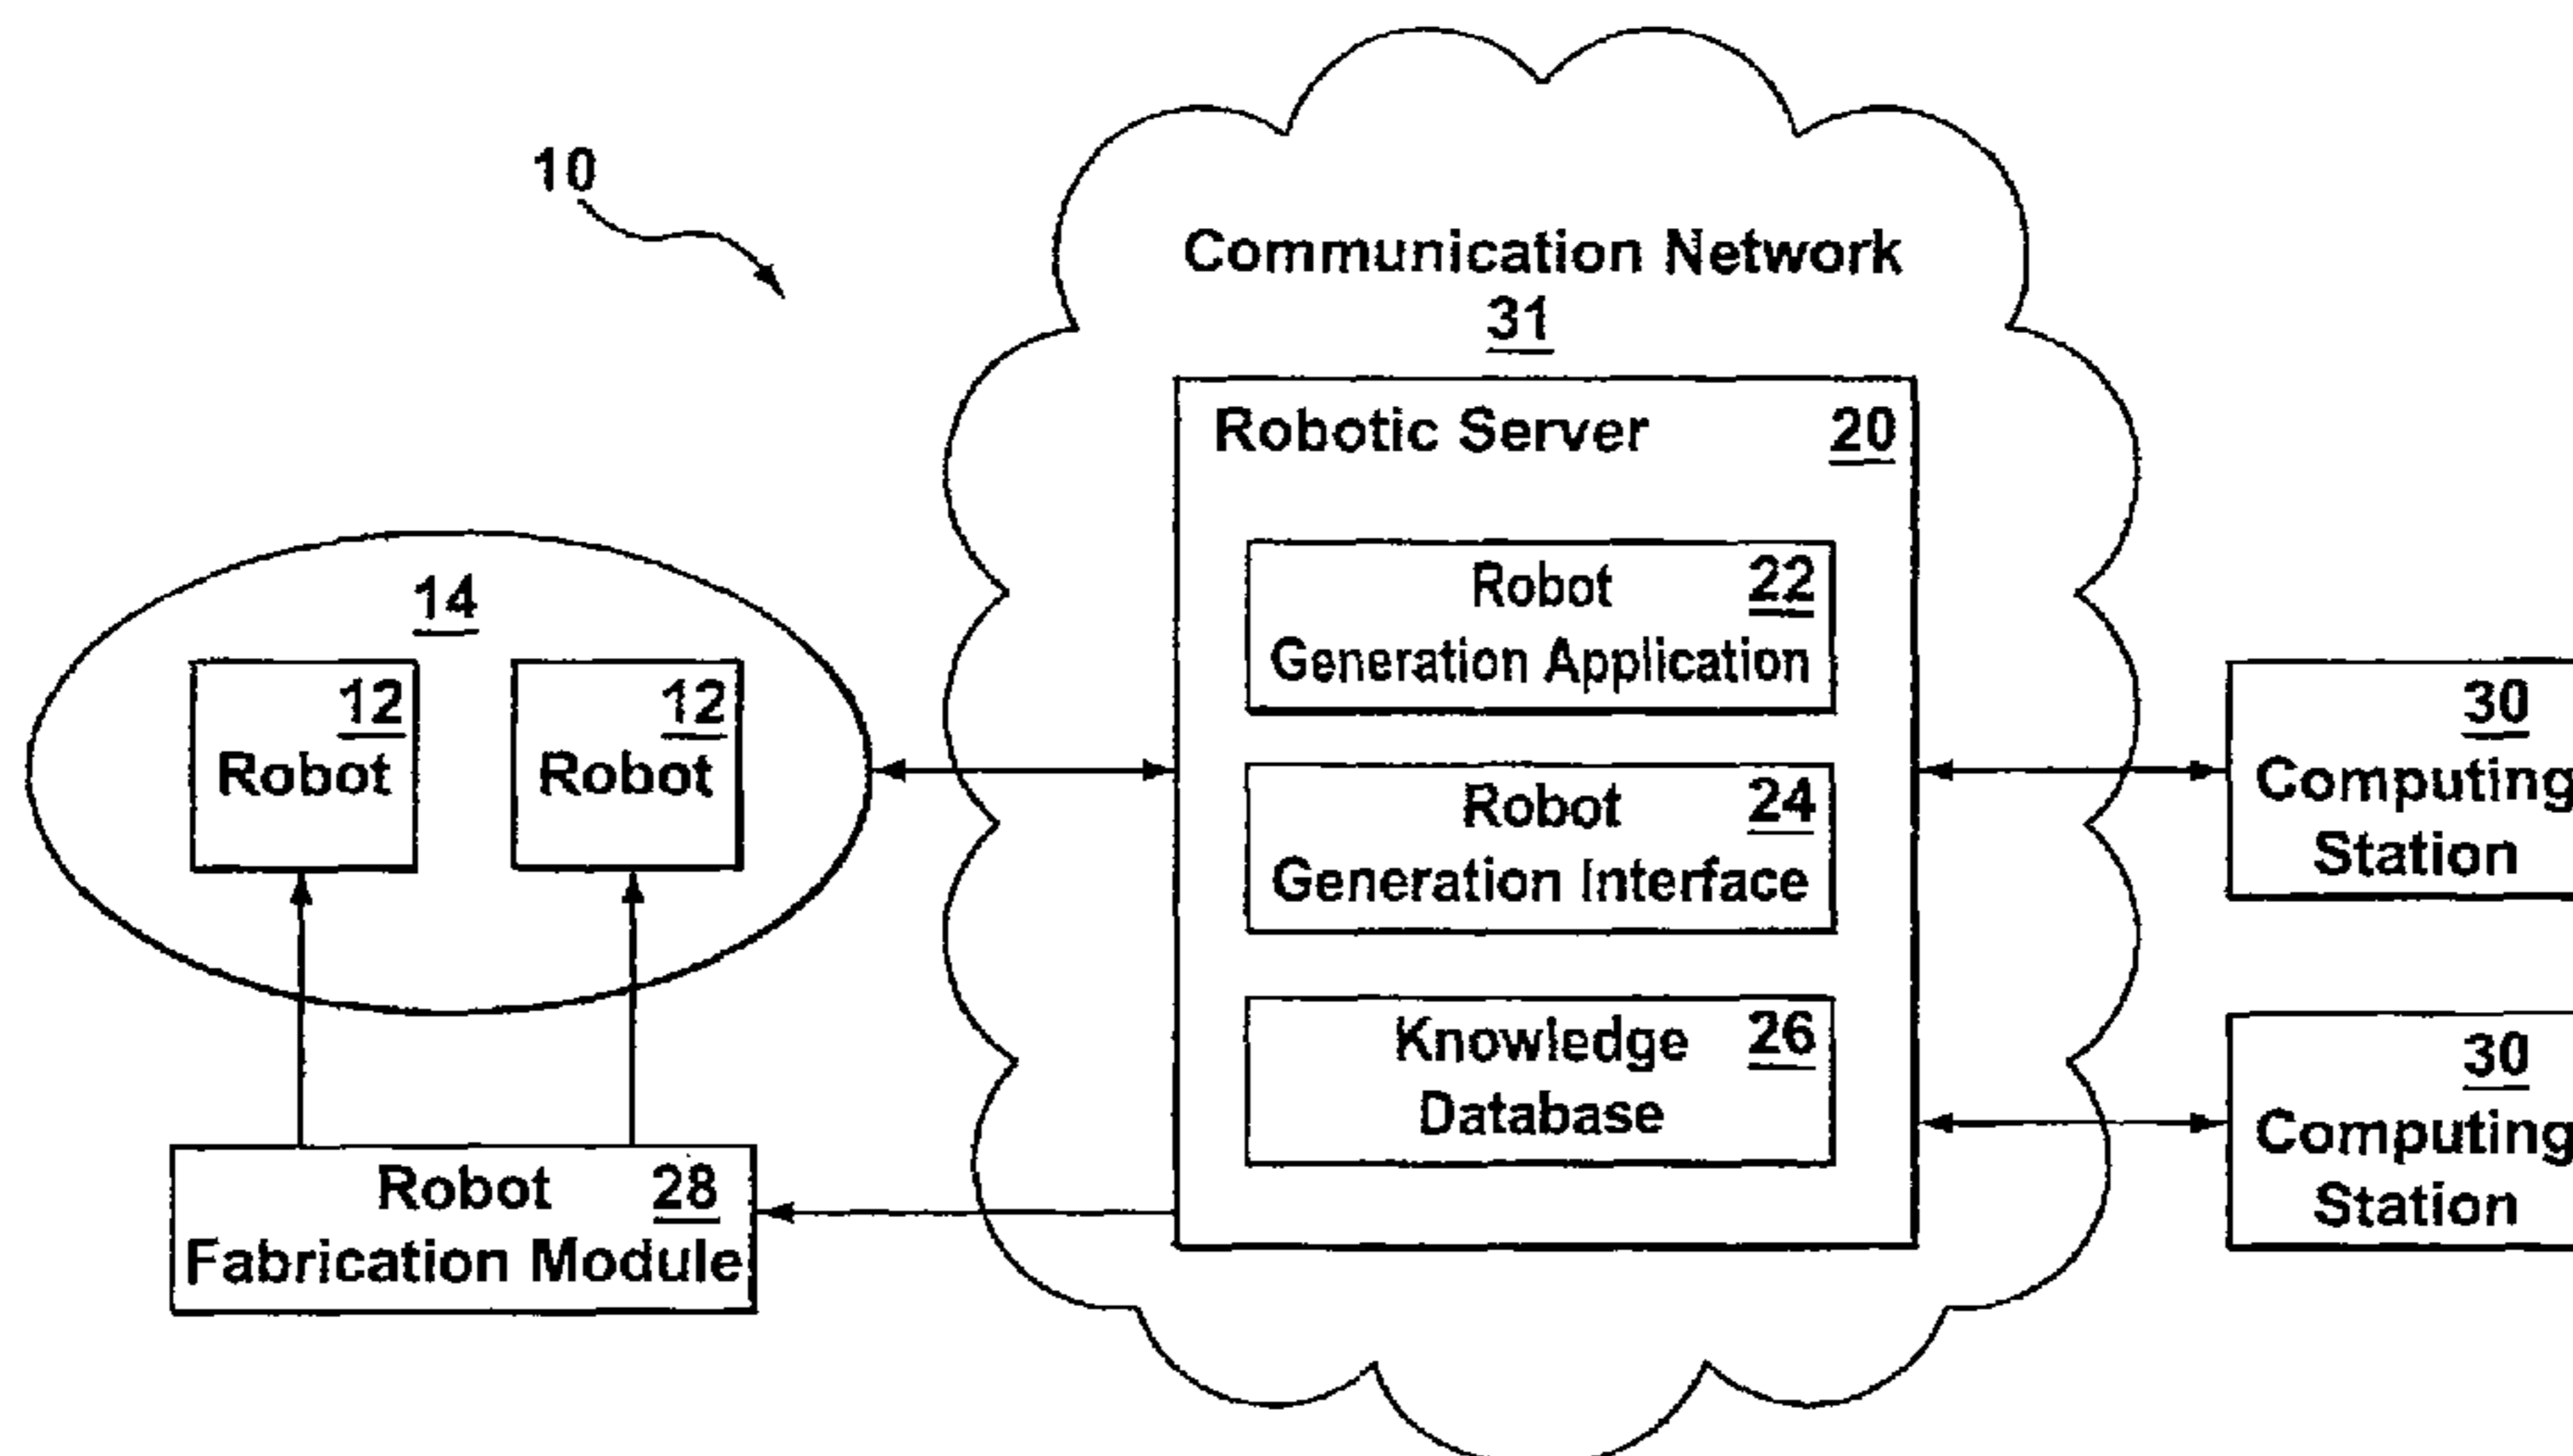 10
Communication Network
31
Robotic Server 20
Robot 22
Generation Application
Robot 24
Generation Interface
Knowledge 26
Database
14
12
Robot
12
Robot
Robot 28
Fabrication Module
30
Computing
Station
30
Computing
Station